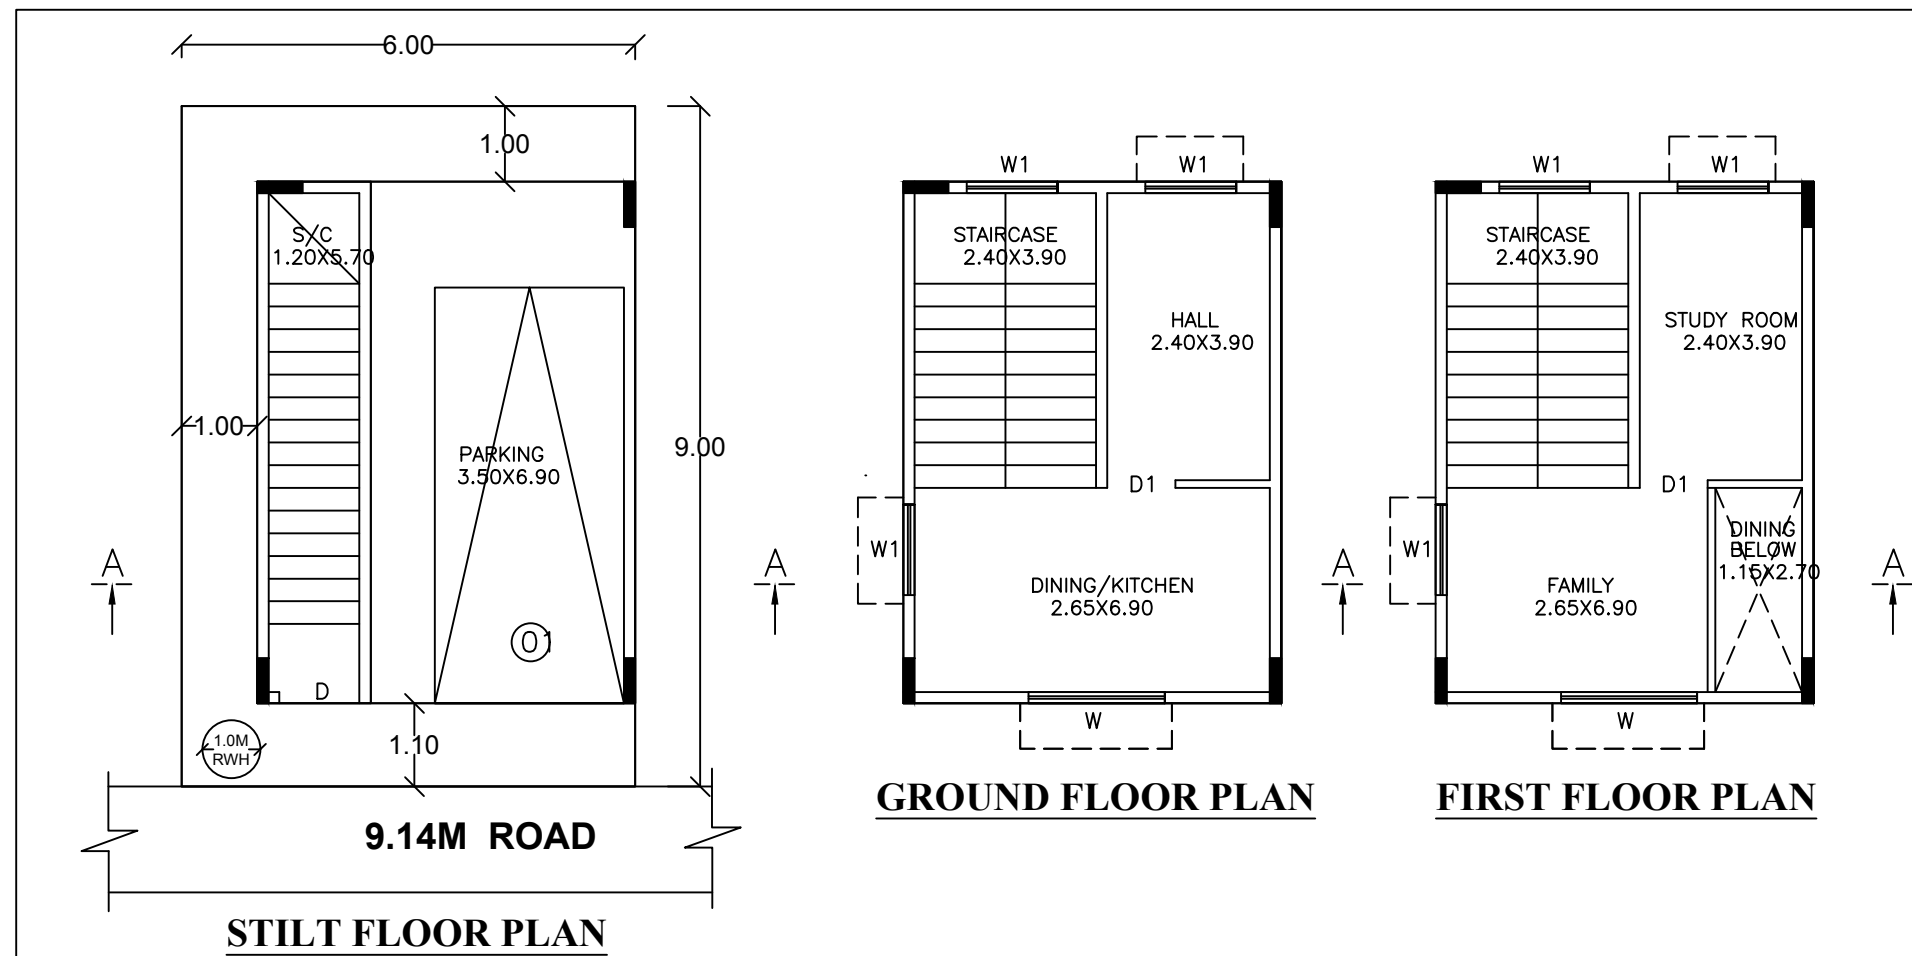 6.00
1.00
S/C
1.20X5.70
1.00
9.00
PARKING
3.50X6.90
A
A
01
D
1.0M
RWH
1.10
9.14M ROAD
STILT FLOOR PLAN
W1
W1
STAIRCASE
2.40X3.90
HALL
2.40X3.90
D1
W1
DINING/KITCHEN
2.65X6.90
A
W
GROUND FLOOR PLAN
W1
W1
STAIRCASE
2.40X3.90
STUDY ROOM
2.40X3.90
D1
W1
DINING
BELOW
1.15X2.70
FAMILY
2.65X6.90
A
W
FIRST FLOOR PLAN